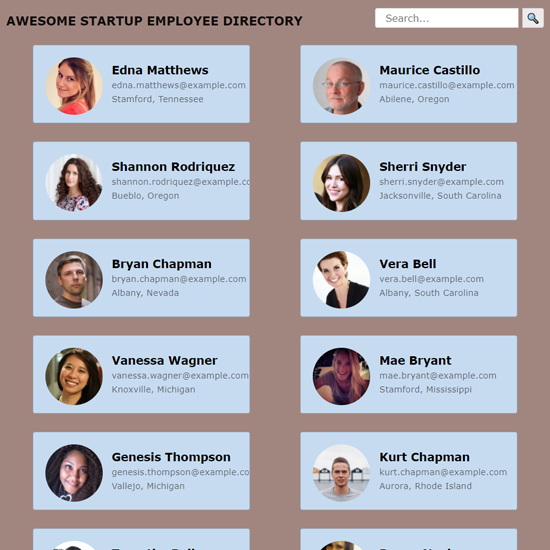 AWESOME STARTUP EMPLOYEE DIRECTORY
Search...
Edna Matthews
edna.matthews@example.com
Stamford, Tennessee
Maurice Castillo
maurice.castillo@example.com
Abilene, Oregon
Shannon Rodriquez
shannon.rodriquez@example.co
Bueblo, Oregon
Sherri Snyder
sherri.snyder@example.com
Jacksonville, South Carolina
Bryan Chapman
bryan.chapman@example.com
Albany, Nevada
Vera Bell
vera.bell@example.com
Albany, South Carolina
Vanessa Wagner
vanessa.wagner@example.com
Knoxville, Michigan
Mae Bryant
mae.bryant@example.com
Stamford, Mississippi
Genesis Thompson
genesis.thompson@example.co
Vallejo, Michigan
Kurt Chapman
kurt.chapman@example.com
Aurora, Rhode Island